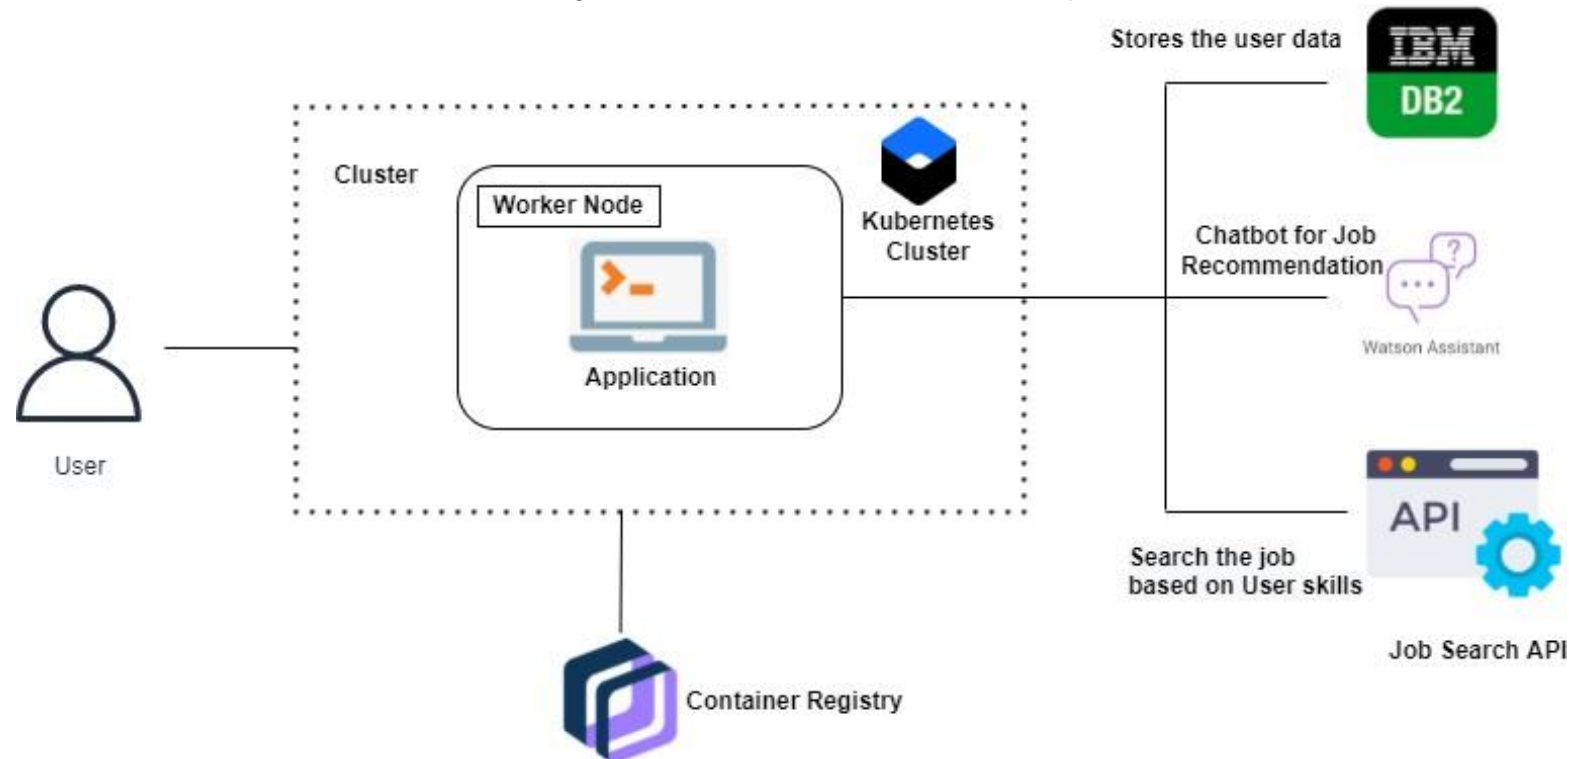 Stores the user data
IBM
DB2
Cluster
Worker Node
Kubernetes
Cluster
Application
Chatbot for Job
Recommendation
?
Watson Assistant
User
API
Search the job
based on User skills
Job Search API
Container Registry